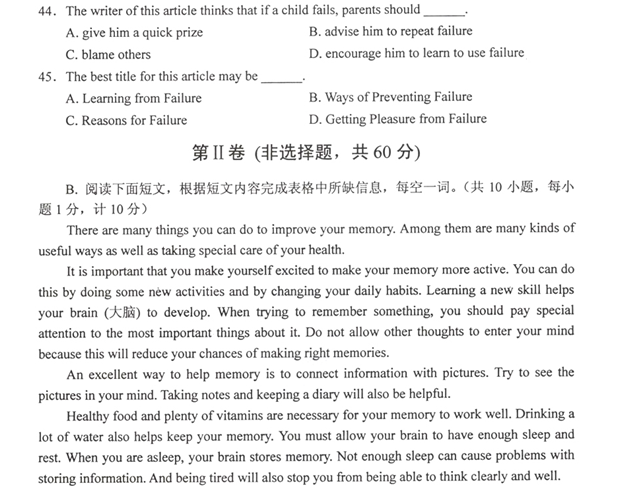 44. The writer of this article thinks that if a child fails, parents should ______.
A. give him a quick prize B. advise him to repeat failure
C. blame others D. encourage him to learn to use failure
45. The best title for this article may be ______.
A. Learning from Failure B. Ways of Preventing Failure
C. Reasons for Failure D. Getting Pleasure from Failure
第Ⅱ卷 (非选择题，共 60 分)
B. 阅读下面短文，根据短文内容完成表格中所缺信息，每空一词。（共 10 小题，每小
题 1 分，计 10 分）
There are many things you can do to improve your memory. Among them are many kinds of
useful ways as well as taking special care of your health.
It is important that you make yourself excited to make your memory more active. You can do
this by doing some new activities and by changing your daily habits. Learning a new skill helps
your brain (大脑) to develop. When trying to remember something, you should pay special
attention to the most important things about it. Do not allow other thoughts to enter your mind
because this will reduce your chances of making right memories.
An excellent way to help memory is to connect information with pictures. Try to see the
pictures in your mind. Taking notes and keeping a diary will also be helpful.
Healthy food and plenty of vitamins are necessary for your memory to work well. Drinking a
lot of water also helps keep your memory. You must allow your brain to have enough sleep and
rest. When you are asleep, your brain stores memory. Not enough sleep can cause problems with
storing information. And being tired will also stop you from being able to think clearly and well.